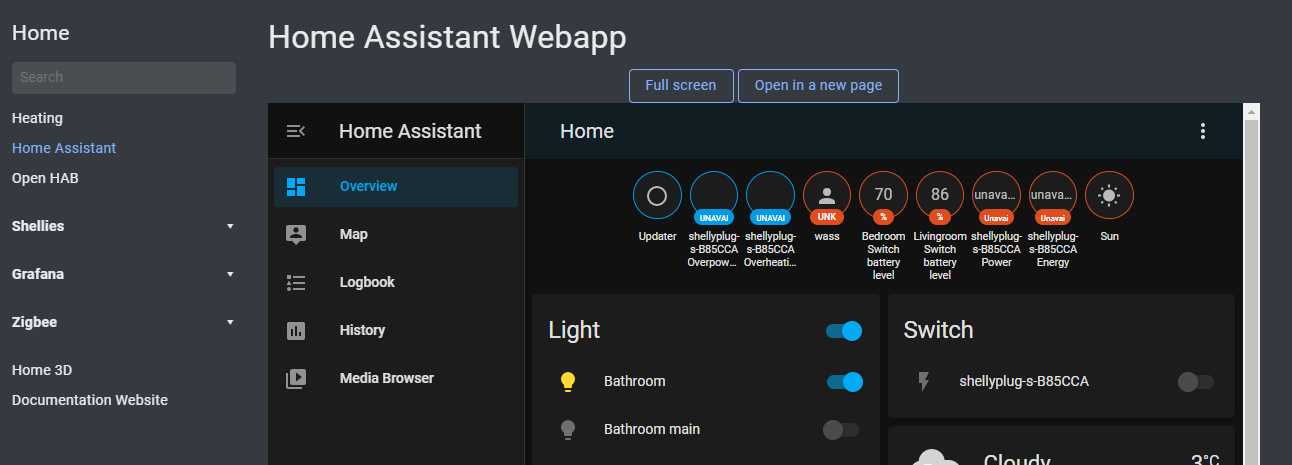 Home
Search
Heating
Home Assistant
Open HAB
Shellies
Grafana
Zigbee
Home 3D
Documentation Website
Home Assistant Webapp
Full screen
Open in a new page
Home Assistant
Overview
Map
Logbook
History
Media Browser
Home
Updater
UNAVAI
shellyplug-
s-B85CCA
Overpow...
UNAVAI
shellyplug-
s-B85CCA
Overheati...
UNK
wass
70
%
Bedroom
Switch
battery
level
86
%
Livingroom
Switch
battery
level
unava...
Unavai
shellyplug-
s-B85CCA
Power
unava...
Unavai
shellyplug-
s-B85CCA
Energy
Sun
Light
Bathroom
Bathroom main
Switch
shellyplug-s-B85CCA
Cloudy
3°C